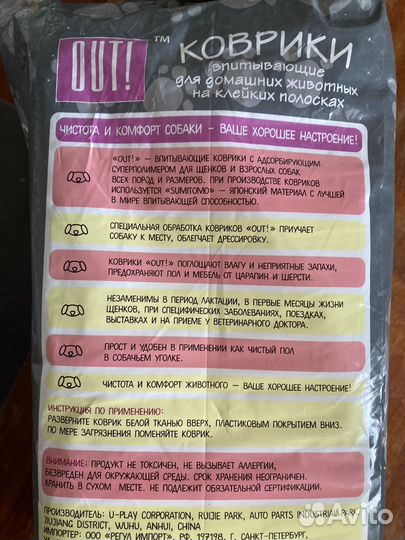 OUT! ™ КОВРИКИ
впитывающие
для домашних животных
на клейких полосках
ЧИСТОТА И КОМФОРТ СОБАКИ – ВАШЕ ХОРОШЕЕ НАСТРОЕНИЕ!
«OUT!» – ВПИТЫВАЮЩИЕ КОВРИКИ С АДСОРБИРУЮЩИМ
СУПЕРПОЛИМЕРОМ ДЛЯ ЩЕНКОВ И ВЗРОСЛЫХ СОБАК
ВСЕХ ПОРОД И РАЗМЕРОВ. ПРИ ПРОИЗВОДСТВЕ КОВРИКОВ
ИСПОЛЬЗУЕТСЯ «SUMITOMO» – ЯПОНСКИЙ МАТЕРИАЛ С ЛУЧШЕЙ
В МИРЕ ВПИТЫВАЮЩЕЙ СПОСОБНОСТЬЮ.
СПЕЦИАЛЬНАЯ ОБРАБОТКА КОВРИКОВ «OUT!» ПРИУЧАЕТ
СОБАКУ К МЕСТУ, ОБЛЕГЧАЕТ ДРЕССИРОВКУ.
КОВРИКИ «OUT!» ПОГЛОЩАЮТ ВЛАГУ И НЕПРИЯТНЫЕ ЗАПАХИ,
ПРЕДОХРАНЯЮТ ПОЛ И МЕБЕЛЬ ОТ ЦАРАПИН И ШЕРСТИ.
НЕЗАМЕНИМЫ В ПЕРИОД ЛАКТАЦИИ, В ПЕРВЫЕ МЕСЯЦЫ ЖИЗНИ
ЩЕНКОВ, ПРИ СПЕЦИФИЧЕСКИХ ЗАБОЛЕВАНИЯХ, ПОЕЗДКАХ,
ВЫСТАВКАХ И НА ПРИЕМЕ У ВЕТЕРИНАРНОГО ДОКТОРА.
ПРОСТ И УДОБЕН В ПРИМЕНЕНИИ КАК ЧИСТЫЙ ПОЛ
В СОБАЧЬЕМ УГОЛКЕ.
ЧИСТОТА И КОМФОРТ ЖИВОТНОГО – ВАШЕ ХОРОШЕЕ НАСТРОЕНИЕ!
ИНСТРУКЦИЯ ПО ПРИМЕНЕНИЮ:
РАЗВЕРНИТЕ КОВРИК БЕЛОЙ ТКАНЬЮ ВВЕРХ, ПЛАСТИКОВЫМ ПОКРЫТИЕМ ВНИЗ.
ПО МЕРЕ ЗАГРЯЗНЕНИЯ ПОМЕНЯЙТЕ КОВРИК.
ВНИМАНИЕ: ПРОДУКТ НЕ ТОКСИЧЕН, НЕ ВЫЗЫВАЕТ АЛЛЕРГИИ,
БЕЗВРЕДЕН ДЛЯ ОКРУЖАЮЩЕЙ СРЕДЫ. СРОК ХРАНЕНИЯ НЕОГРАНИЧЕН.
ХРАНИТЬ В СУХОМ МЕСТЕ. НЕ ПОДЛЕЖИТ ОБЯЗАТЕЛЬНОЙ СЕРТИФИКАЦИИ.
ПРОИЗВОДИТЕЛЬ: U-PLAY CORPORATION, RUIJIE PARK, AUTO PARTS INDUSTRIAL PARK,
JIUJIANG DISTRICT, WUHU, ANHUI, CHINA
ИМПОРТЕР: ООО «РЕГУЛ ИМПОРТ», РФ, 197198, Г. САНКТ-ПЕТЕРБУРГ,
Avito